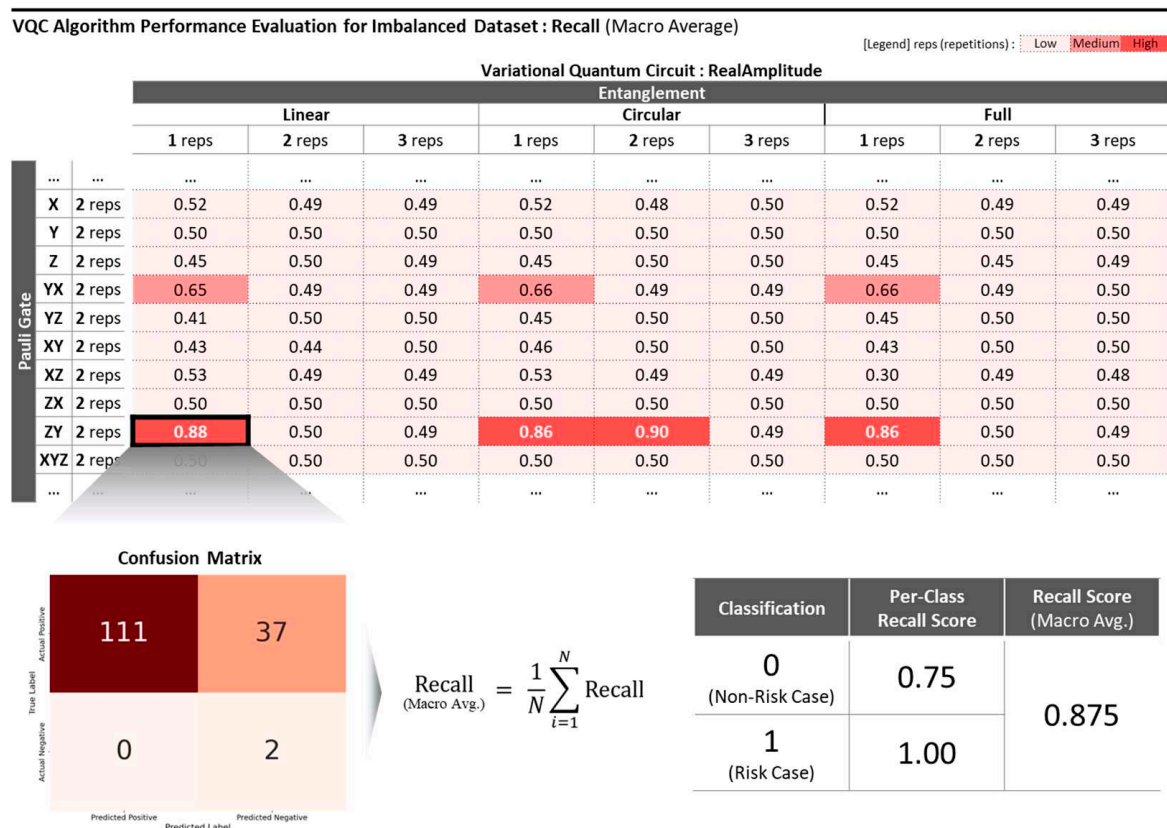 VQC Algorithm Performance Evaluation for Imbalanced Dataset : Recall (Macro Average)
[Legend] reps (repetitions) : Low Medium High
Variational Quantum Circuit : RealAmplitude
Entanglement
Linear Circular Full
1 reps 2 reps 3 reps 1 reps 2 reps 3 reps 1 reps 2 reps 3 reps
Pauli Gate
... ... ... ... ... ... ... ... ... ... ...
X 2 reps 0.52 0.49 0.49 0.52 0.48 0.50 0.52 0.49 0.49
Y 2 reps 0.50 0.50 0.50 0.50 0.50 0.50 0.50 0.50 0.50
Z 2 reps 0.45 0.50 0.49 0.45 0.50 0.49 0.45 0.45 0.49
YX 2 reps 0.65 0.49 0.49 0.66 0.49 0.49 0.66 0.49 0.50
YZ 2 reps 0.41 0.50 0.50 0.45 0.50 0.50 0.45 0.50 0.50
XY 2 reps 0.43 0.44 0.50 0.46 0.50 0.50 0.43 0.50 0.50
XZ 2 reps 0.53 0.49 0.49 0.53 0.49 0.49 0.30 0.49 0.48
ZX 2 reps 0.50 0.50 0.50 0.50 0.50 0.50 0.50 0.50 0.50
ZY 2 reps 0.88 0.50 0.49 0.86 0.90 0.49 0.86 0.50 0.49
XYZ 2 reps 0.50 0.50 0.50 0.50 0.50 0.50 0.50 0.50 0.50
... ... ... ... ... ... ... ... ... ... ...
Confusion Matrix
True Label
Actual Positive
111 37
Actual Negative
0 2
Predicted Positive Predicted Negative
Predicted Label
Recall (Macro Avg.) = 1/N ∑ i=1 N Recall
Classification Per-Class Recall Score Recall Score (Macro Avg.)
0 (Non-Risk Case) 0.75
1 (Risk Case) 1.00
0.875